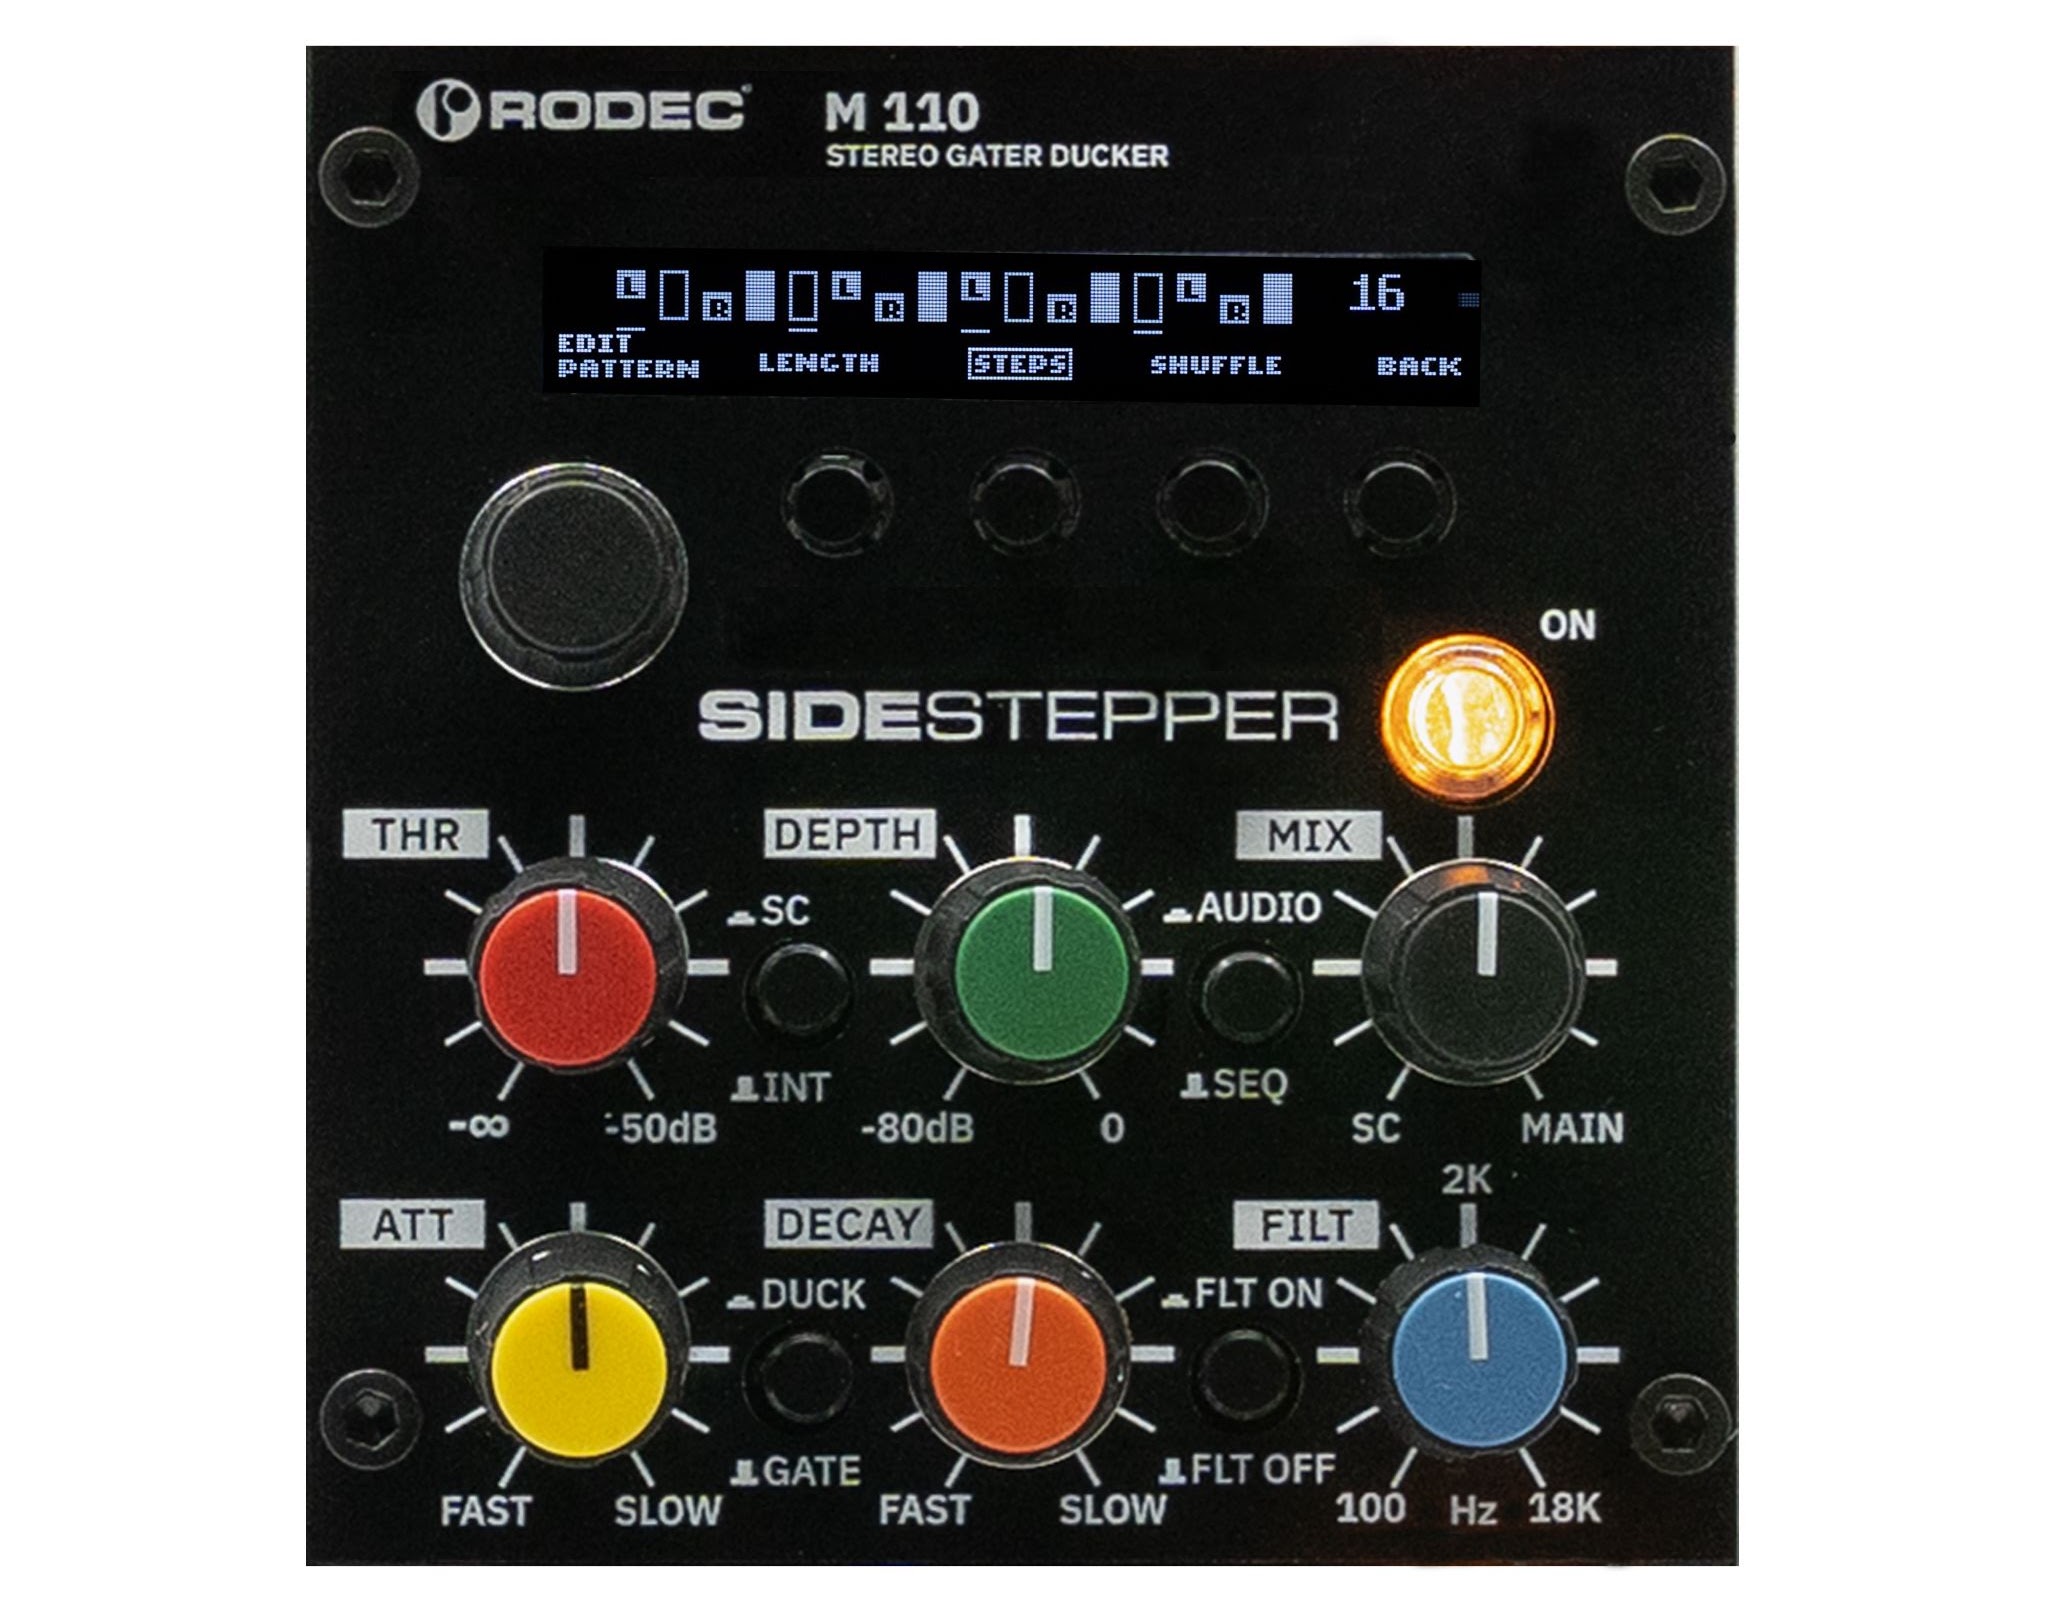 RODEC M 110
STEREO GATER DUCKER
L R L R L R L R 16
EDIT
PATTERN LENGTH STEPS SHUFFLE BACK
ON
SIDESTEPPER
THR DEPTH MIX
SC AUDIO
INT SEQ
-∞ -50dB -80dB 0 SC MAIN
2K
ATT DECAY FILT
DUCK FLT ON
GATE FLT OFF
FAST SLOW FAST SLOW 100 Hz 18K